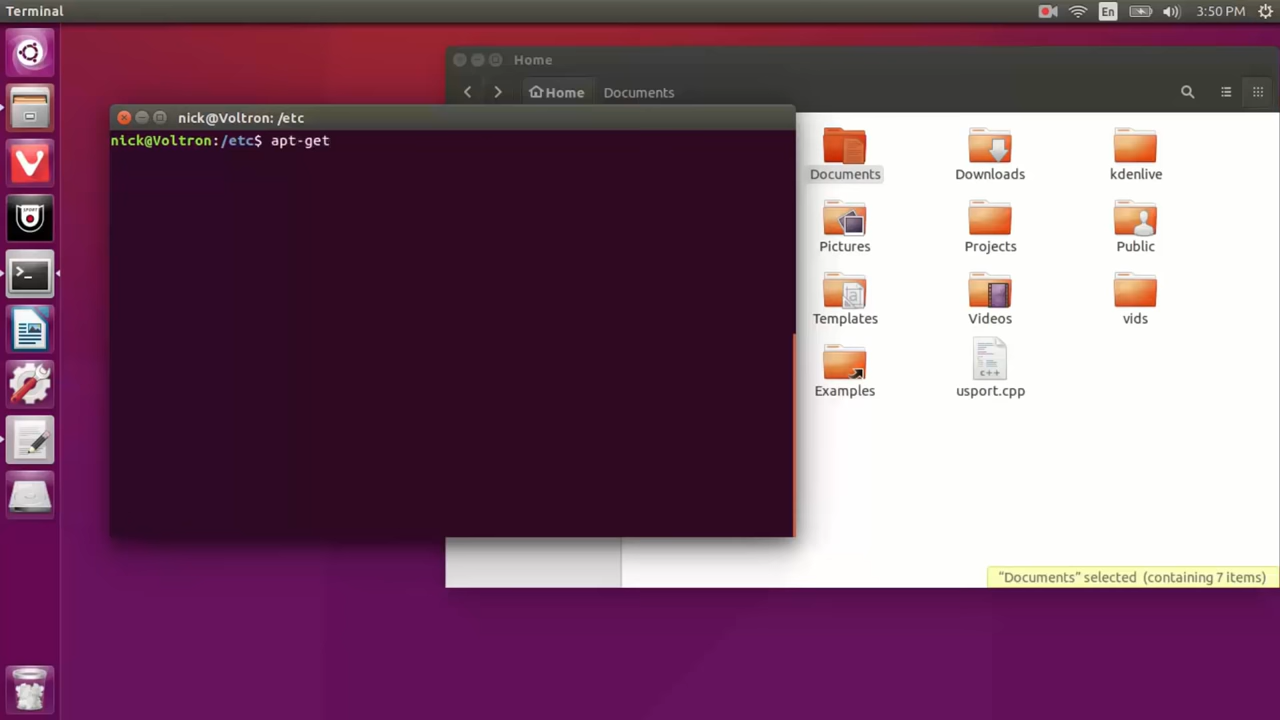 Terminal
En
3:50 PM
Home
Home
Documents
nick@Voltron: /etc
nick@Voltron:/etc$ apt-get
Documents
Downloads
kdenlive
Pictures
Projects
Public
Templates
Videos
vids
Examples
C++
usport.cpp
SPORT
"Documents" selected (containing 7 items)